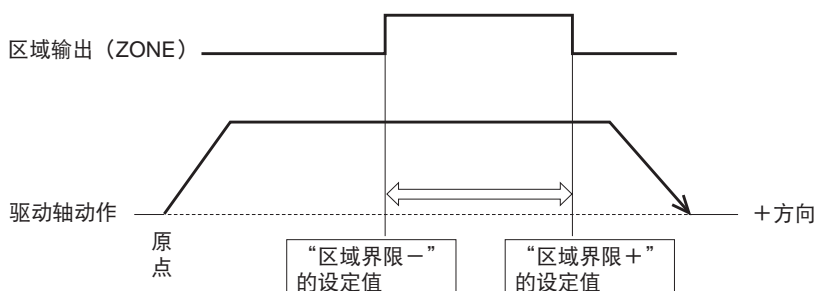 区域输出（ZONE）
驱动轴动作
＋方向
原
点
“区域界限－”
的设定值
“区域界限＋”
的设定值